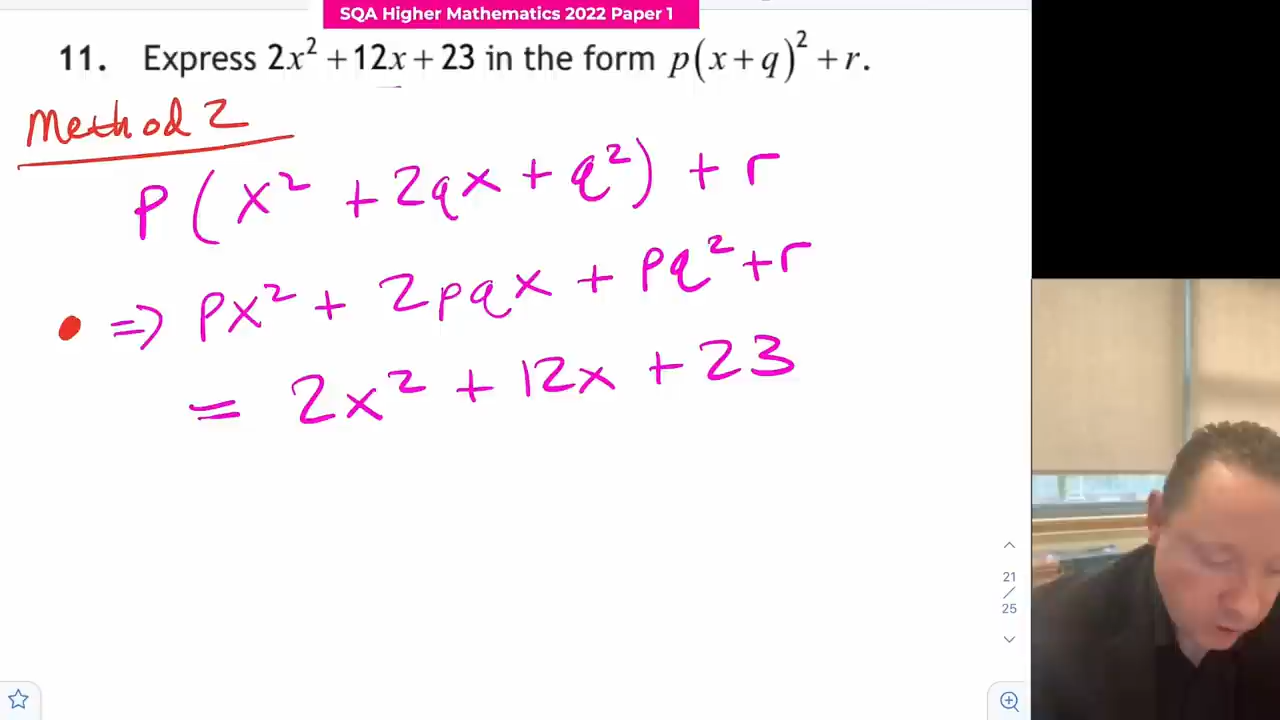 SQA Higher Mathematics 2022 Paper 1
11. Express 2x² + 12x + 23 in the form p(x + q)² + r.
Method 2
P(x² + 2qx + q²) + r
• ⇒ Px² + 2pqx + pq² + r
= 2x² + 12x + 23
21
/
25